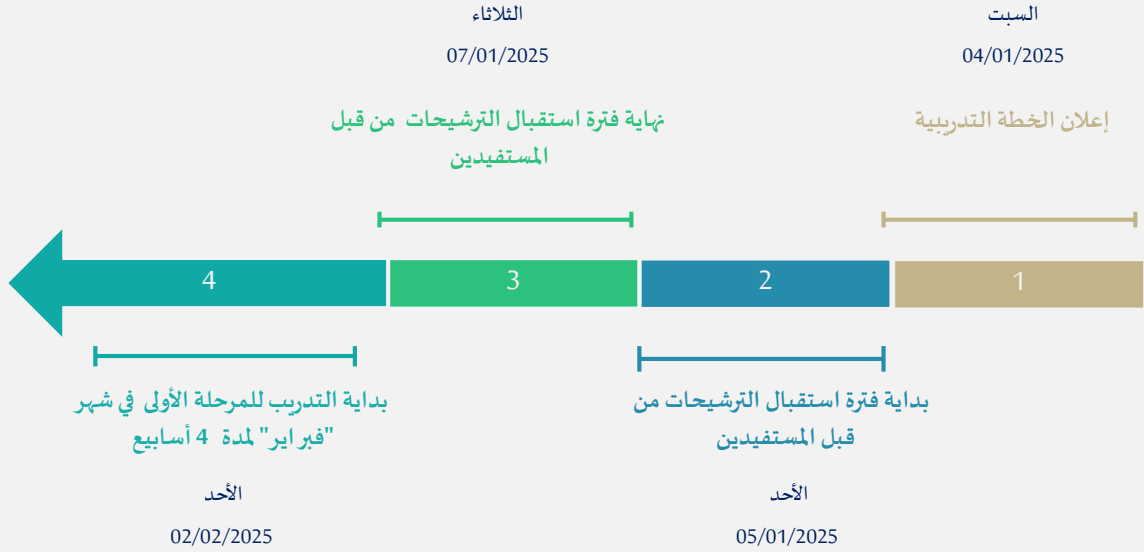 السبت
04/01/2025
إعلان الخطة التدريبية
1
2
بداية فترة استقبال الترشيحات من
قبل المستفيدين
الأحد
05/01/2025
الثلاثاء
07/01/2025
نهاية فترة استقبال الترشيحات من قبل
المستفيدين
3
4
بداية التدريب للمرحلة الأولى في شهر
"فبراير" لمدة 4 أسابيع
الأحد
02/02/2025